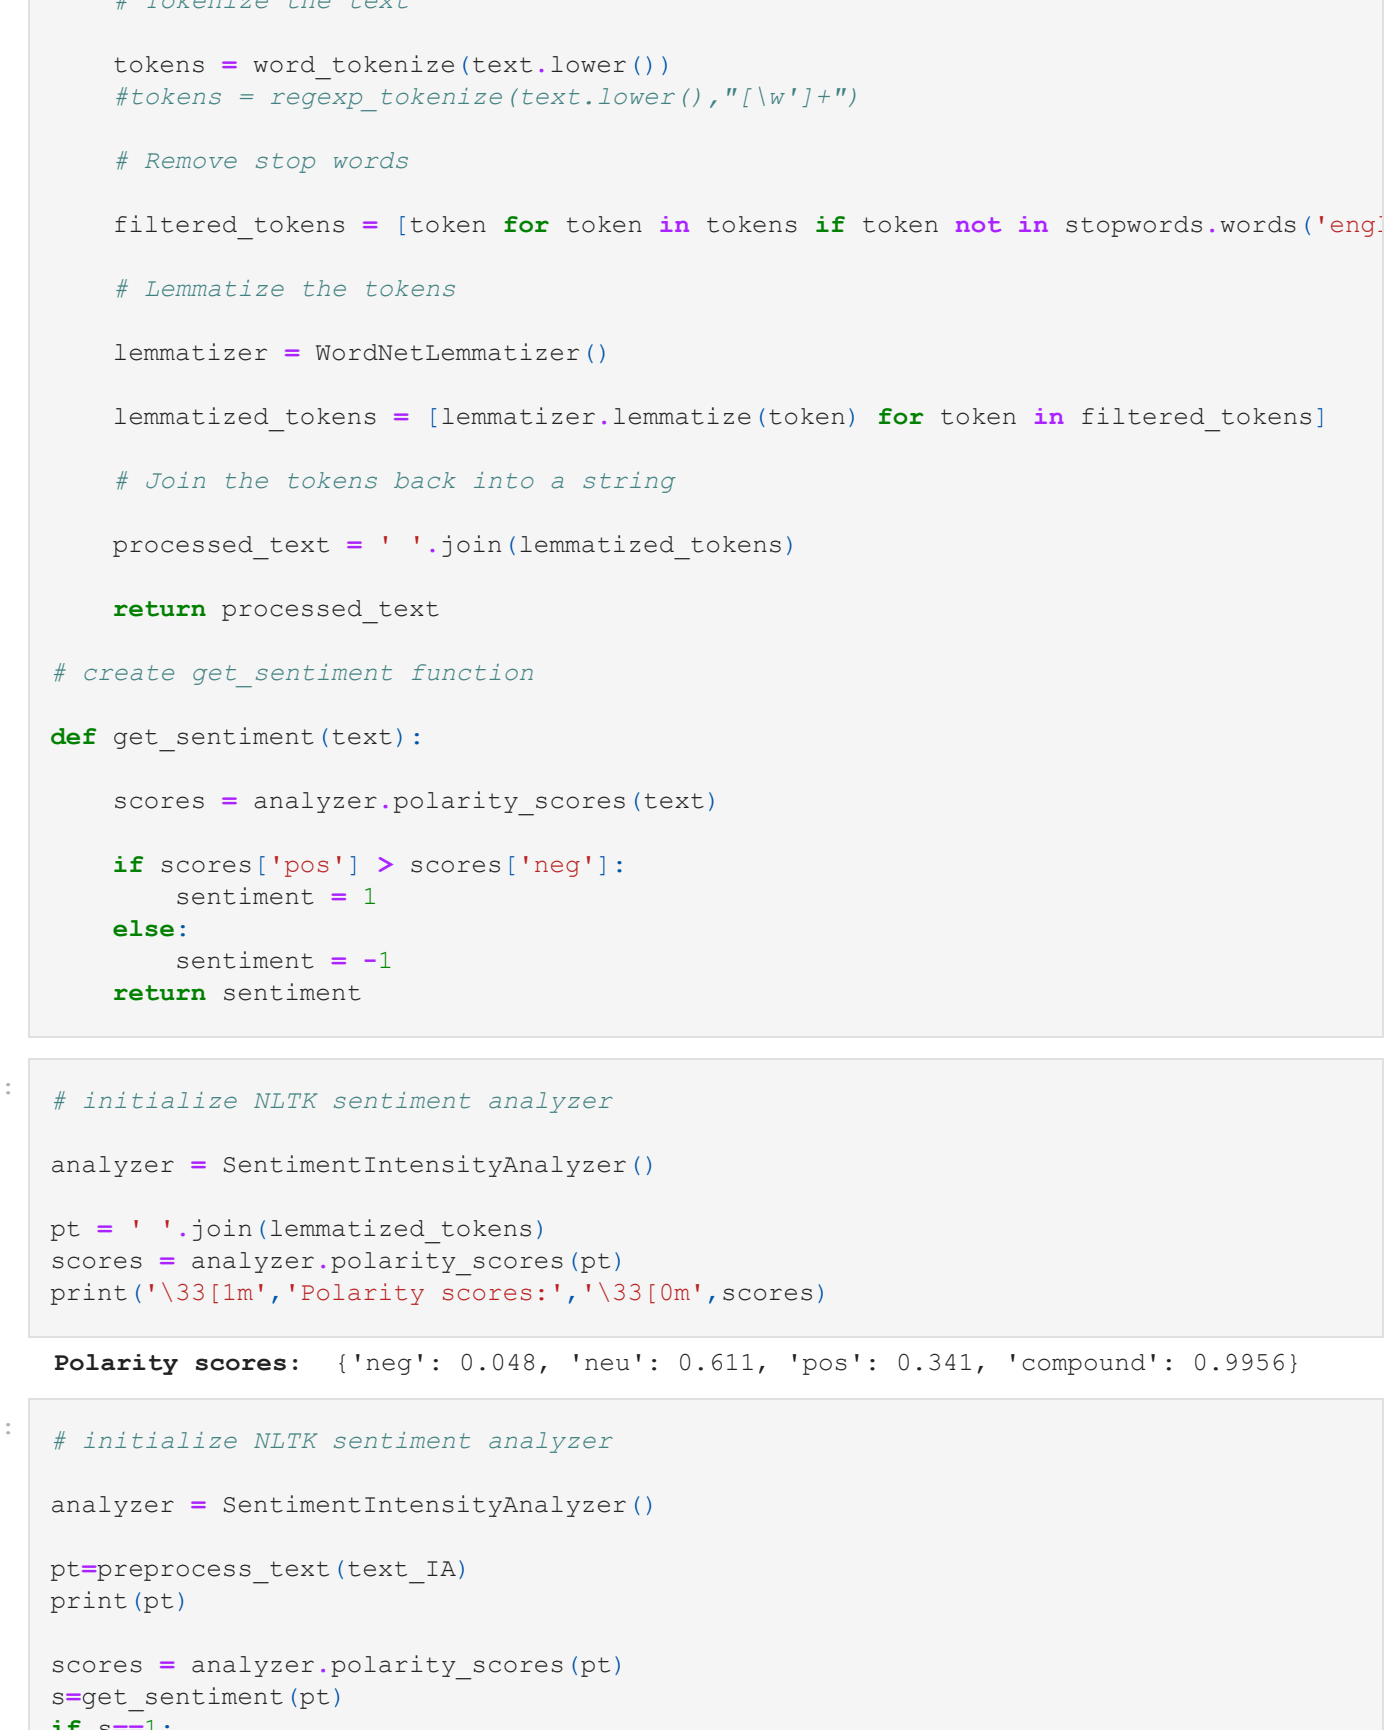 # Tokenize the text
tokens = word_tokenize(text.lower())
#tokens = regexp_tokenize(text.lower(),"[\w']+")
# Remove stop words
filtered_tokens = [token for token in tokens if token not in stopwords.words('engl
# Lemmatize the tokens
lemmatizer = WordNetLemmatizer()
lemmatized_tokens = [lemmatizer.lemmatize(token) for token in filtered_tokens]
# Join the tokens back into a string
processed_text = ' '.join(lemmatized_tokens)
return processed_text
# create get_sentiment function
def get_sentiment(text):
scores = analyzer.polarity_scores(text)
if scores['pos'] > scores['neg']:
sentiment = 1
else:
sentiment = -1
return sentiment
:
# initialize NLTK sentiment analyzer
analyzer = SentimentIntensityAnalyzer()
pt = ' '.join(lemmatized_tokens)
scores = analyzer.polarity_scores(pt)
print('\33[1m','Polarity scores:','\33[0m',scores)
Polarity scores:  {'neg': 0.048, 'neu': 0.611, 'pos': 0.341, 'compound': 0.9956}
:
# initialize NLTK sentiment analyzer
analyzer = SentimentIntensityAnalyzer()
pt=preprocess_text(text_IA)
print(pt)
scores = analyzer.polarity_scores(pt)
s=get_sentiment(pt)
if s==1: